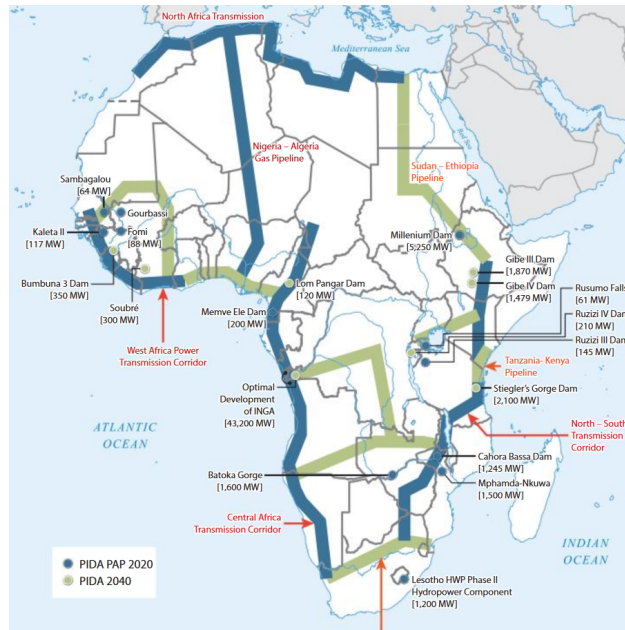 North Africa Transmission
Mediterranean Sea
Red Sea
Nigeria – Algeria
Gas Pipeline
Sudan – Ethiopia
Pipeline
Sambagalou
[64 MW]
Gourbassi
Kaleta II
[117 MW]
Fomi
[88 MW]
Millenium Dam
[5,250 MW]
Bumbuna 3 Dam
[350 MW]
Soubré
[300 MW]
Lom Pangar Dam
[120 MW]
Gibe III Dam
[1,870 MW]
Gibe IV Dam
[1,479 MW]
Rusumo Falls
[61 MW]
Ruzizi IV Dam
[210 MW]
Ruzizi III Dam
[145 MW]
Memve Ele Dam
[200 MW]
West Africa Power
Transmission Corridor
Tanzania- Kenya
Pipeline
Optimal
Development
of INGA
[43,200 MW]
Stiegler's Gorge Dam
[2,100 MW]
ATLANTIC
OCEAN
North – South
Transmission
Corridor
Batoka Gorge
[1,600 MW]
Cahora Bassa Dam
[1,245 MW]
Mphamda-Nkuwa
[1,500 MW]
Central Africa
Transmission Corridor
INDIAN
OCEAN
PIDA PAP 2020
PIDA 2040
Lesotho HWP Phase II
Hydropower Component
[1,200 MW]